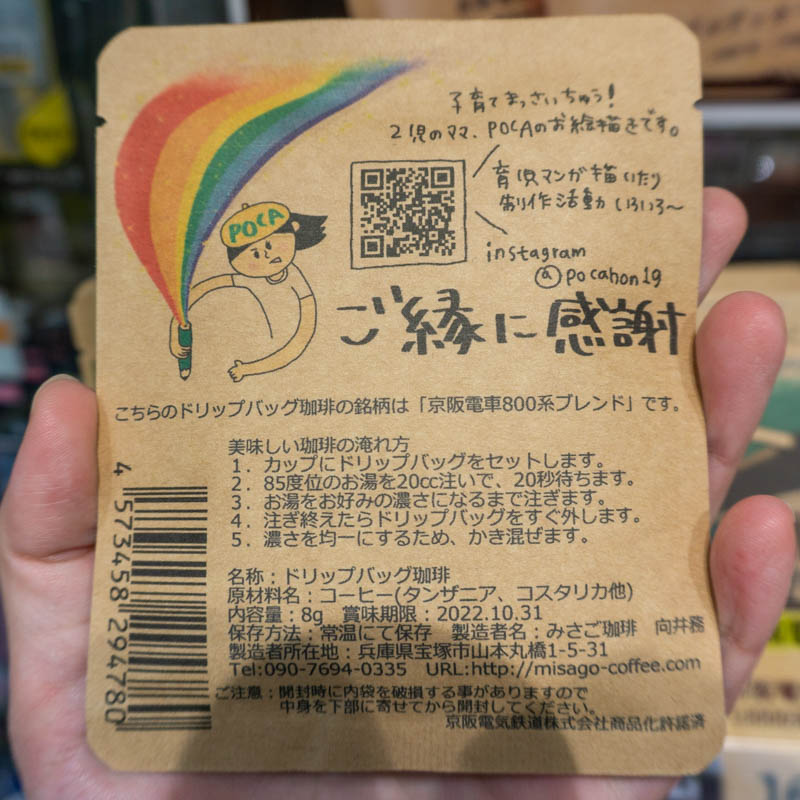 子育てまっさいちゅう!
2児のママ、POCAのお絵描きです。
育児マンガ描いたり
制作活動いろいろ〜
instagram
@pocahon19
POCA
ご縁に感謝
こちらのドリップバッグ珈琲の銘柄は「京阪電車800系ブレンド」です。
美味しい珈琲の淹れ方
1. カップにドリップバッグをセットします。
2. 85度位のお湯を20cc注いで、20秒待ちます。
3. お湯をお好みの濃さになるまで注ぎます。
4. 注ぎ終えたらドリップバッグをすぐ外します。
5. 濃さを均一にするため、かき混ぜます。
名称:ドリップバッグ珈琲
原材料名:コーヒー(タンザニア、コスタリカ他)
内容量:8g 賞味期限:2022.10.31
保存方法:常温にて保存 製造者名:みさご珈琲 向井務
製造者所在地:兵庫県宝塚市山本丸橋1-5-31
Tel:090-7694-0335 URL:http://misago-coffee.com
ご注意:開封時に内袋を破損する事がありますので
中身を下部に寄せてから開封してください。
京阪電気鉄道株式会社商品化許諾済
4 573458 294780